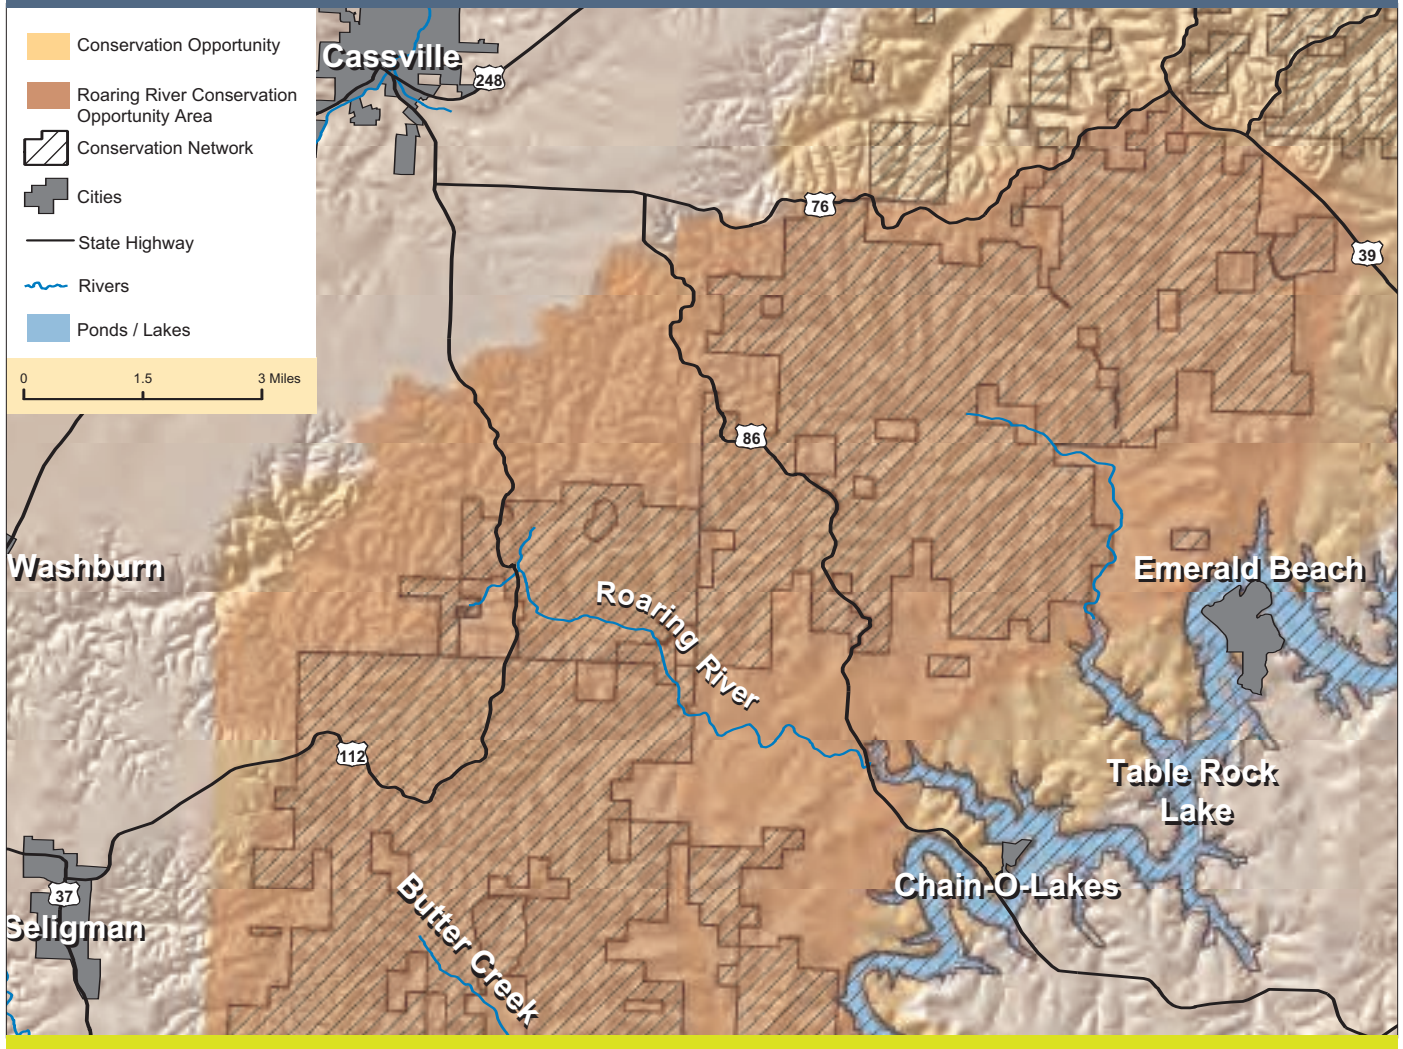 Conservation Opportunity
Roaring River Conservation
Opportunity Area
Conservation Network
Cities
State Highway
Rivers
Ponds / Lakes
0 1.5 3 Miles
Cassville
248
76
39
86
Washburn
Emerald Beach
Roaring River
112
Table Rock
Lake
37
Seligman
Butter Creek
Chain-O-Lakes